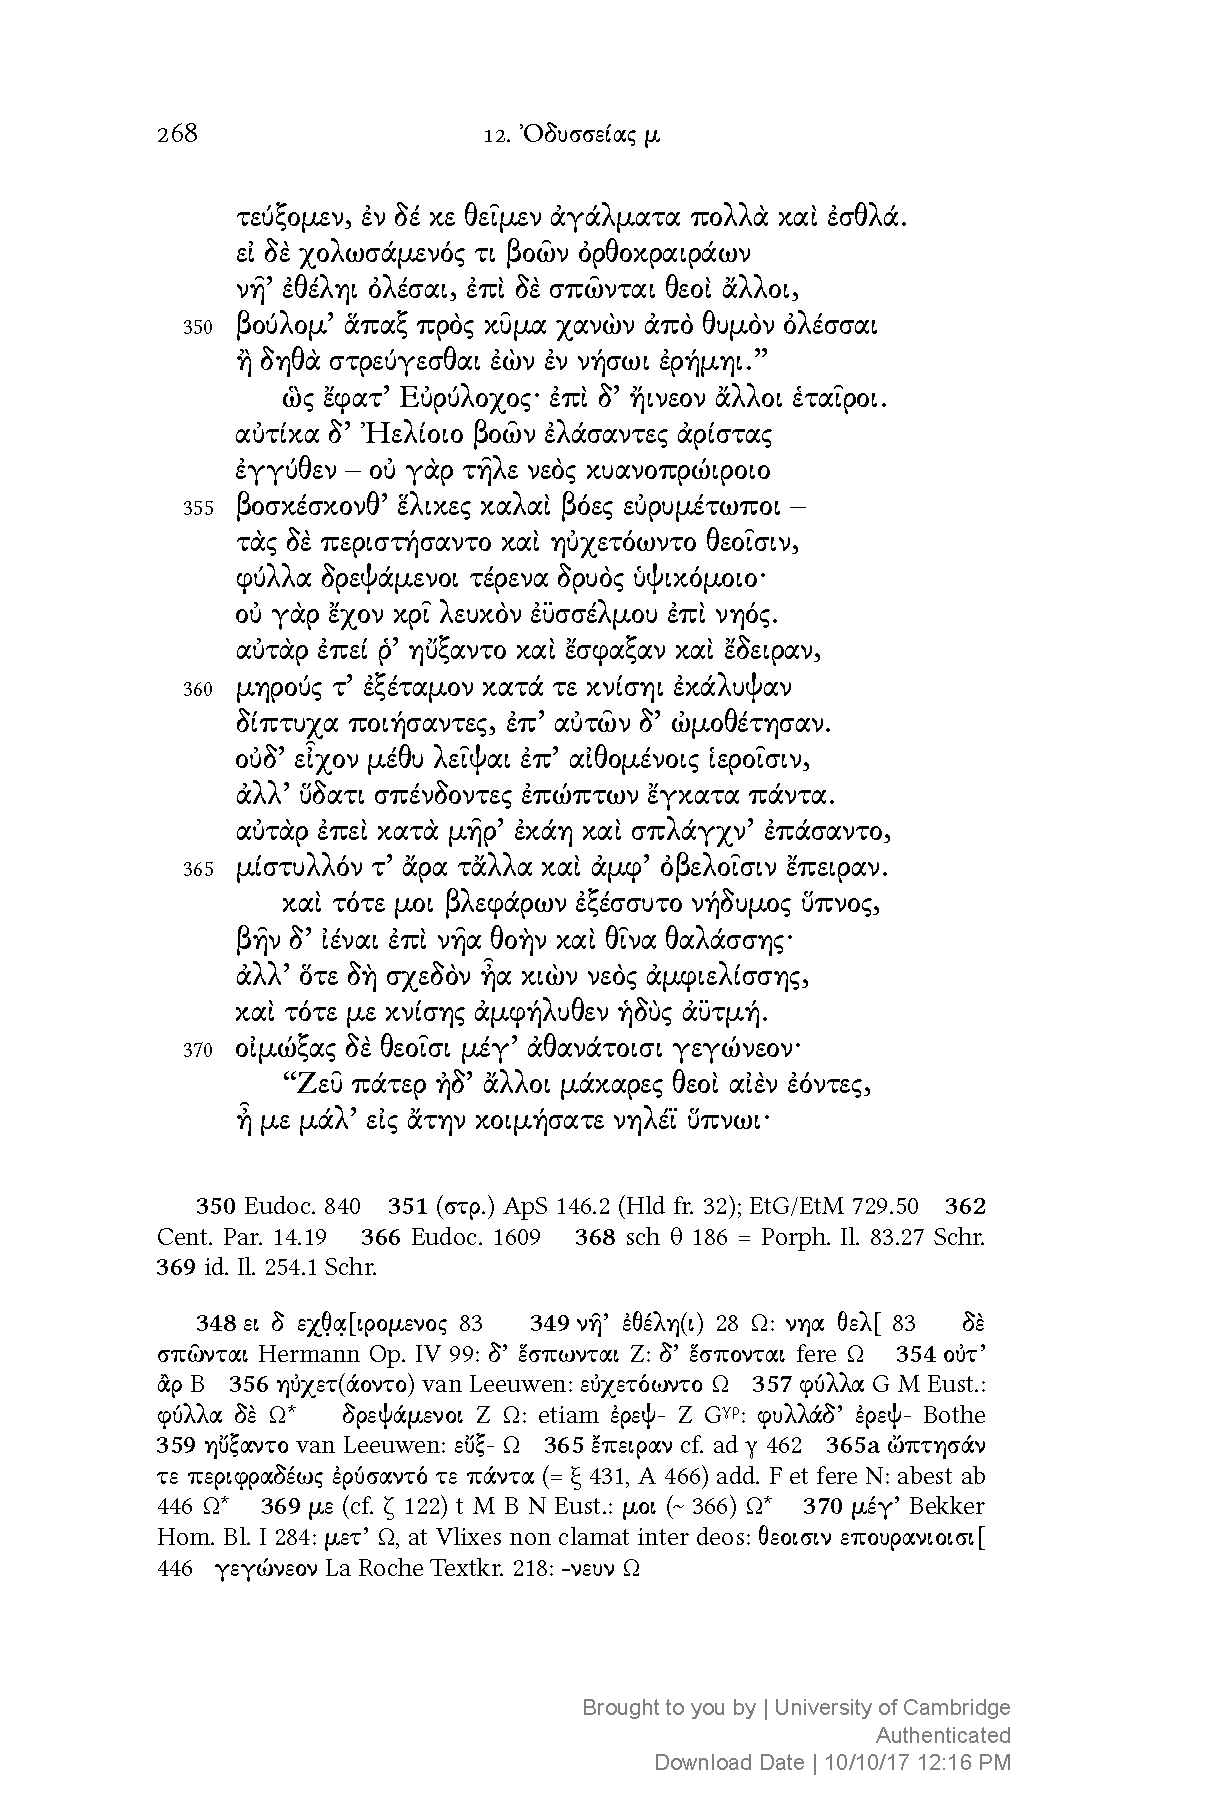 268 12. Ὀδυσσείας μ
τεύξομεν, ἐν δέ κε θεῖμεν ἀγάλματα πολλὰ καὶ ἐσθλά.
εἰ δὲ χολωσάμενός τι βοῶν ὀρθοκραιράων
νῆ’ ἐθέληι ὀλέσαι, ἐπὶ δὲ σπῶνται θεοὶ ἄλλοι,
350 βούλομ’ ἅπαξ πρὸς κῦμα χανὼν ἀπὸ θυμὸν ὀλέσσαι
ἢ δηθὰ στρεύγεσθαι ἐὼν ἐν νήσωι ἐρήμηι.”
ὣς ἔφατ’ Εὐρύλοχος· ἐπὶ δ’ ἤινεον ἄλλοι ἑταῖροι.
αὐτίκα δ’ Ἠελίοιο βοῶν ἐλάσαντες ἀρίστας
ἐγγύθεν – οὐ γὰρ τῆλε νεὸς κυανοπρώιροιο
355 βοσκέσκονθ’ ἕλικες καλαὶ βόες εὐρυμέτωποι –
τὰς δὲ περιστήσαντο καὶ ηὐχετόωντο θεοῖσιν,
φύλλα δρεψάμενοι τέρενα δρυὸς ὑψικόμοιο·
οὐ γὰρ ἔχον κρῖ λευκὸν ἐϋσσέλμου ἐπὶ νηός.
αὐτὰρ ἐπεί ῥ’ ηὔξαντο καὶ ἔσφαξαν καὶ ἔδειραν,
360 μηρούς τ’ ἐξέταμον κατά τε κνίσηι ἐκάλυψαν
δίπτυχα ποιήσαντες, ἐπ’ αὐτῶν δ’ ὠμοθέτησαν.
οὐδ’ εἶχον μέθυ λεῖψαι ἐπ’ αἰθομένοις ἱεροῖσιν,
ἀλλ’ ὕδατι σπένδοντες ἐπώπτων ἔγκατα πάντα.
αὐτὰρ ἐπεὶ κατὰ μῆρ’ ἐκάη καὶ σπλάγχν’ ἐπάσαντο,
365 μίστυλλόν τ’ ἄρα τἄλλα καὶ ἀμφ’ ὀβελοῖσιν ἔπειραν.
καὶ τότε μοι βλεφάρων ἐξέσσυτο νήδυμος ὕπνος,
βῆν δ’ ἰέναι ἐπὶ νῆα θοὴν καὶ θῖνα θαλάσσης·
ἀλλ’ ὅτε δὴ σχεδὸν ἦα κιὼν νεὸς ἀμφιελίσσης,
καὶ τότε με κνίσης ἀμφήλυθεν ἡδὺς ἀϋτμή.
370 οἰμώξας δὲ θεοῖσι μέγ’ ἀθανάτοισι γεγώνεον·
“Ζεῦ πάτερ ἠδ’ ἄλλοι μάκαρες θεοὶ αἰὲν ἐόντες,
ἦ με μάλ’ εἰς ἄτην κοιμήσατε νηλέϊ ὕπνωι·
350 Eudoc. 840 351 (στρ.) ApS 146.2 (Hld fr. 32); EtG/EtM 729.50 362
Cent. Par. 14.19 366 Eudoc. 1609 368 sch θ 186 = Porph. Il. 83.27 Schr.
369 id. Il. 254.1 Schr.
348 ει δ εχθ̣α̣[ιρομενος 83 349 νῆ’ ἐθέλη(ι) 28 Ω: νηα θελ[ 83 δὲ
σπῶνται Hermann Op. IV 99: δ’ ἕσπωνται Z: δ’ ἕσπονται fere Ω 354 οὐτ’
ἂρ B 356 ηὐχετ(άοντο) van Leeuwen: εὐχετόωντο Ω 357 φύλλα G M Eust.:
φύλλα δὲ Ω* δρεψάμενοι Z Ω: etiam ἐρεψ- Z Gγρ: φυλλάδ’ ἐρεψ- Bothe
359 ηὔξαντο van Leeuwen: εὔξ- Ω 365 ἔπειραν cf. ad γ 462 365a ὤπτησάν
τε περιφραδέως ἐρύσαντό τε πάντα (= ξ 431, Α 466) add. F et fere N: abest ab
446 Ω* 369 με (cf. ζ 122) t M B N Eust.: μοι (~ 366) Ω* 370 μέγ’ Bekker
Hom. Bl. I 284: μετ’ Ω, at Vlixes non clamat inter deos: θεοισιν επουρανιοισι[
446 γεγώνεον La Roche Textkr. 218: -νευν Ω
Brought to you by | University of Cambridge
Authenticated
Download Date | 10/10/17 12:16 PM